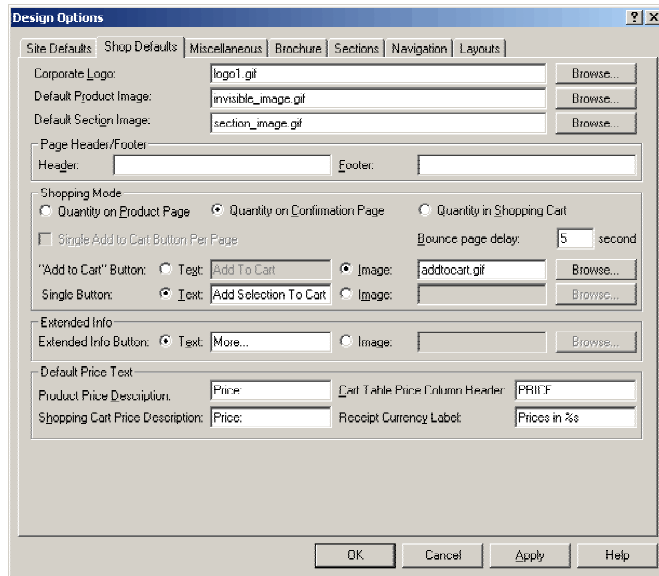 Design Options
Site Defaults Shop Defaults Miscellaneous Brochure Sections Navigation Layouts
Corporate Logo: logo1.gif Browse...
Default Product Image: invisible_image.gif Browse...
Default Section Image: section_image.gif Browse...
Page Header/Footer
Header: Footer:
Shopping Mode
Quantity on Product Page Quantity on Confirmation Page Quantity in Shopping Cart
Single Add to Cart Button Per Page Bounce page delay: 5 second
"Add to Cart" Button: Text: Add To Cart Image: addtocart.gif Browse...
Single Button: Text: Add Selection To Cart Image: Browse...
Extended Info
Extended Info Button: Text: More... Image: Browse...
Default Price Text
Product Price Description: Price: Cart Table Price Column Header: PRICE
Shopping Cart Price Description: Price: Receipt Currency Label: Prices in %s
OK Cancel Apply Help